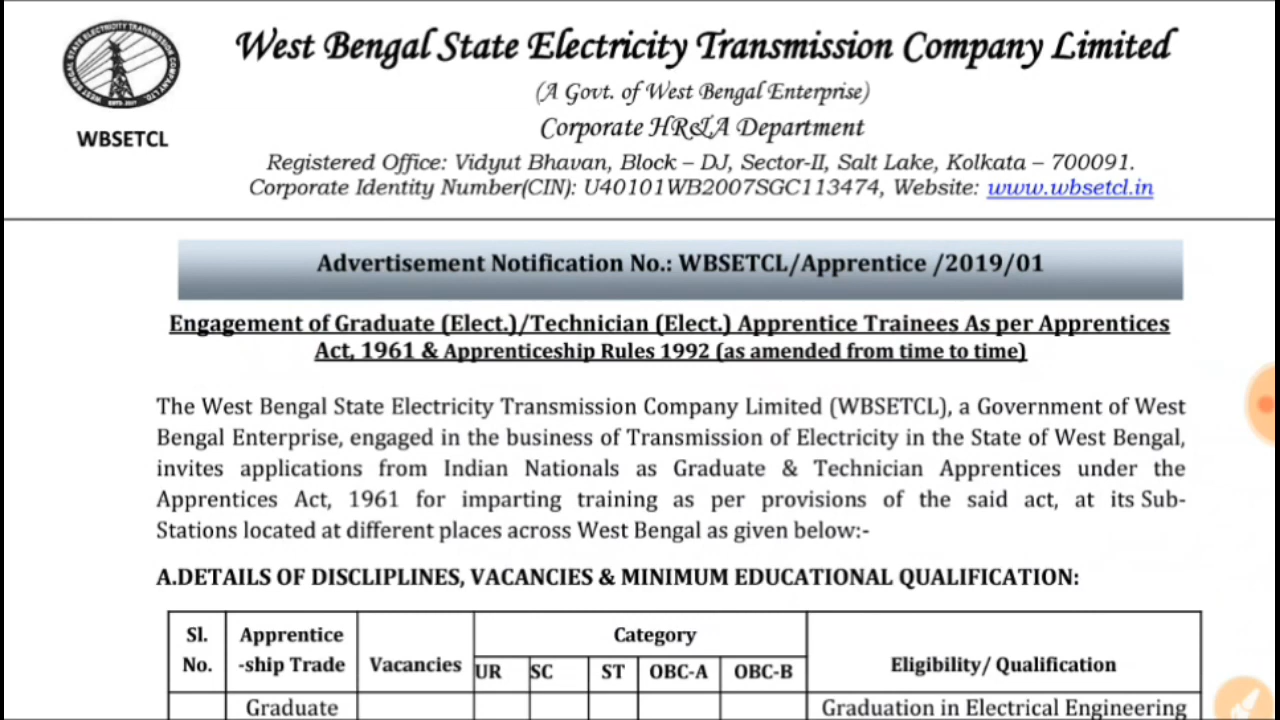 WEST BENGAL STATE ELECTRICITY TRANSMISSION COMPANY LTD.
WBSETCL
West Bengal State Electricity Transmission Company Limited
(A Govt. of West Bengal Enterprise)
Corporate HR&A Department
Registered Office: Vidyut Bhavan, Block – DJ, Sector-II, Salt Lake, Kolkata – 700091.
Corporate Identity Number(CIN): U40101WB2007SGC113474, Website: www.wbsetcl.in
Advertisement Notification No.: WBSETCL/Apprentice /2019/01
Engagement of Graduate (Elect.)/Technician (Elect.) Apprentice Trainees As per Apprentices
Act, 1961 & Apprenticeship Rules 1992 (as amended from time to time)
The West Bengal State Electricity Transmission Company Limited (WBSETCL), a Government of West
Bengal Enterprise, engaged in the business of Transmission of Electricity in the State of West Bengal,
invites applications from Indian Nationals as Graduate & Technician Apprentices under the
Apprentices Act, 1961 for imparting training as per provisions of the said act, at its Sub-
Stations located at different places across West Bengal as given below:-
A.DETAILS OF DISCLIPLINES, VACANCIES & MINIMUM EDUCATIONAL QUALIFICATION:
Sl. No.
Apprentice -ship Trade
Vacancies
Category
UR SC ST OBC-A OBC-B
Eligibility/ Qualification
Graduate
Graduation in Electrical Engineering